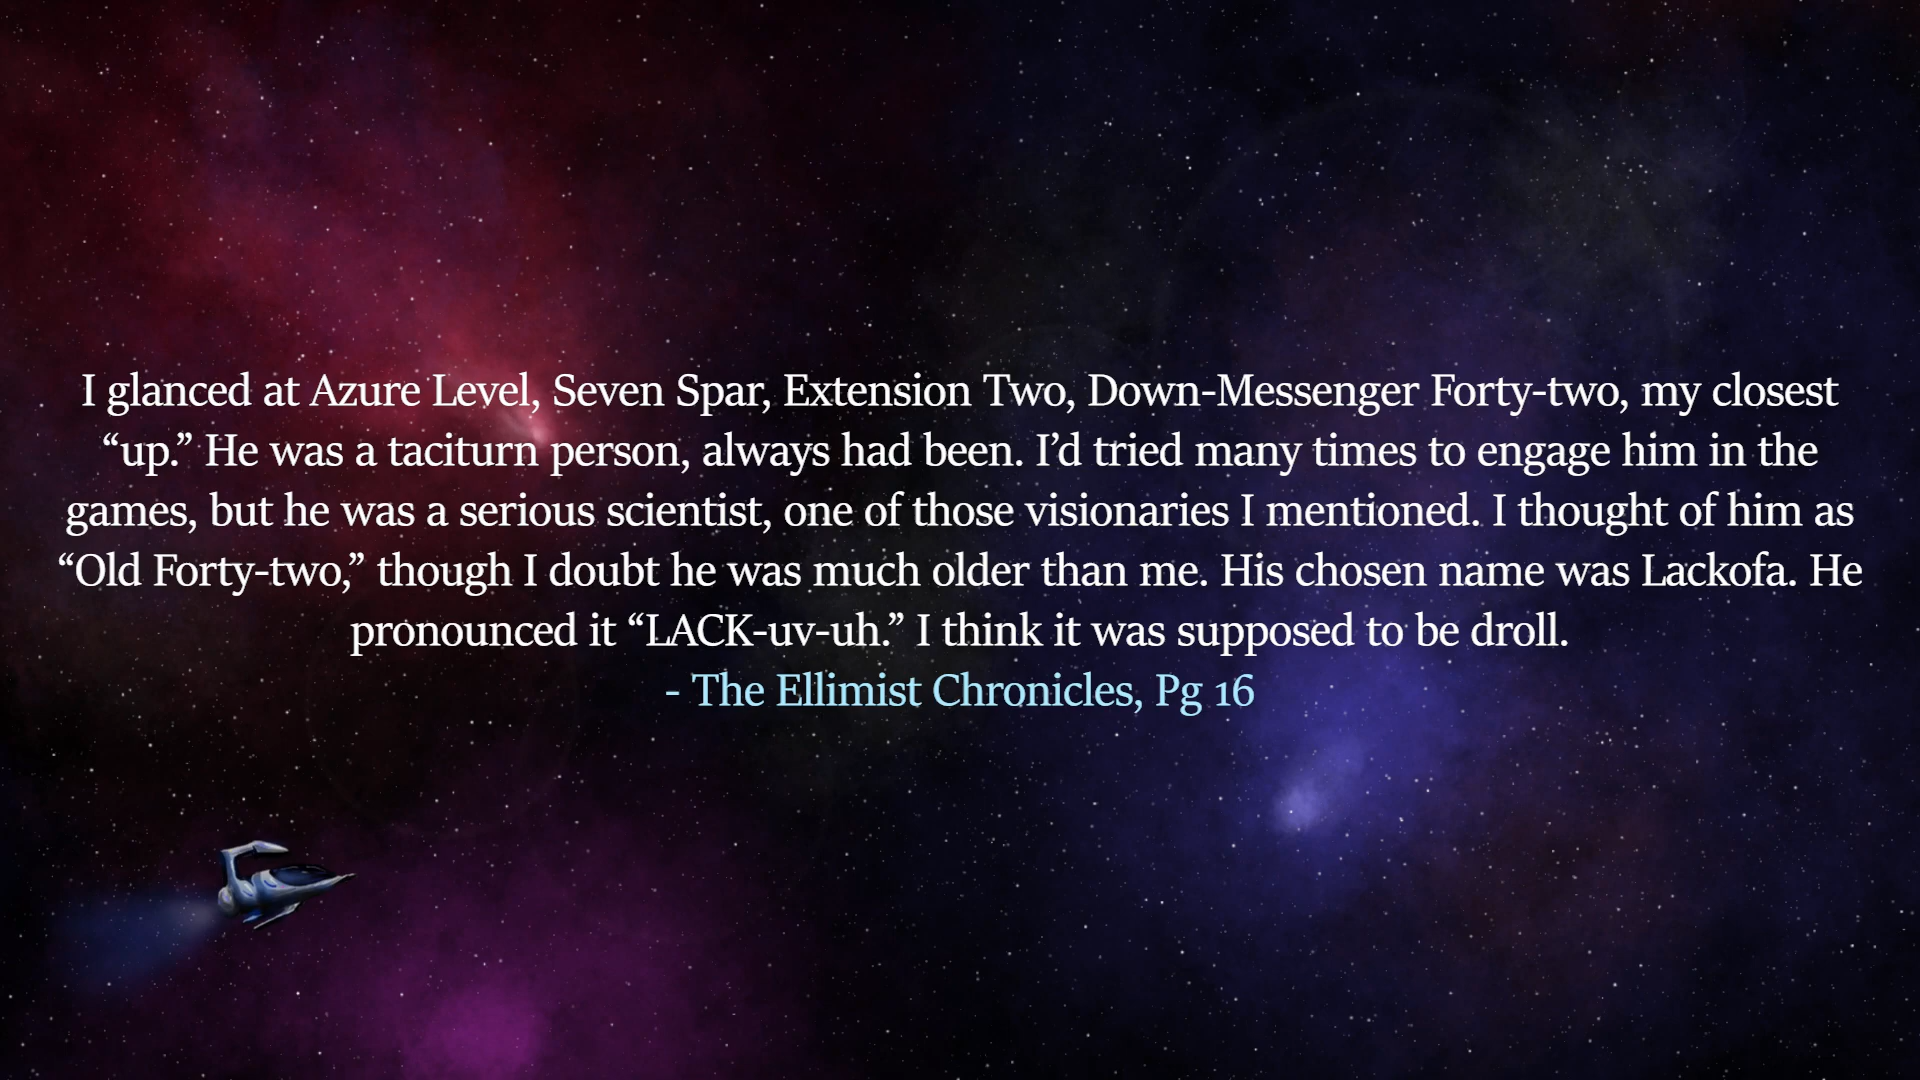 I glanced at Azure Level, Seven Spar, Extension Two, Down-Messenger Forty-two, my closest
“up.” He was a taciturn person, always had been. I’d tried many times to engage him in the
games, but he was a serious scientist, one of those visionaries I mentioned. I thought of him as
“Old Forty-two,” though I doubt he was much older than me. His chosen name was Lackofa. He
pronounced it “LACK-uv-uh.” I think it was supposed to be droll.
- The Ellimist Chronicles, Pg 16